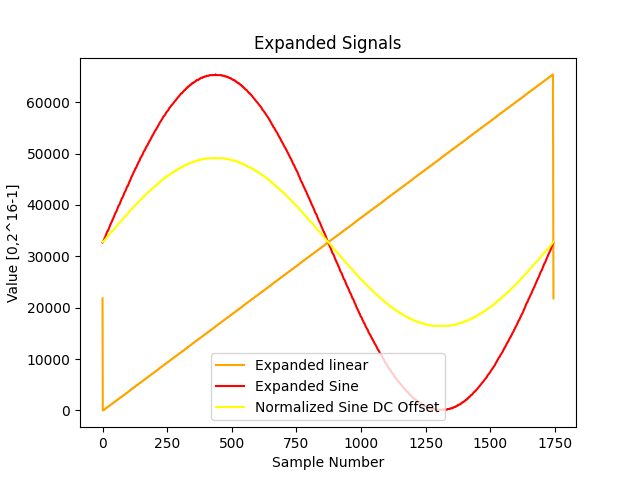 Expanded Signals
Value [0,2^16-1]
60000
50000
40000
30000
20000
10000
0
Expanded linear
Expanded Sine
Normalized Sine DC Offset
0 250 500 750 1000 1250 1500 1750
Sample Number